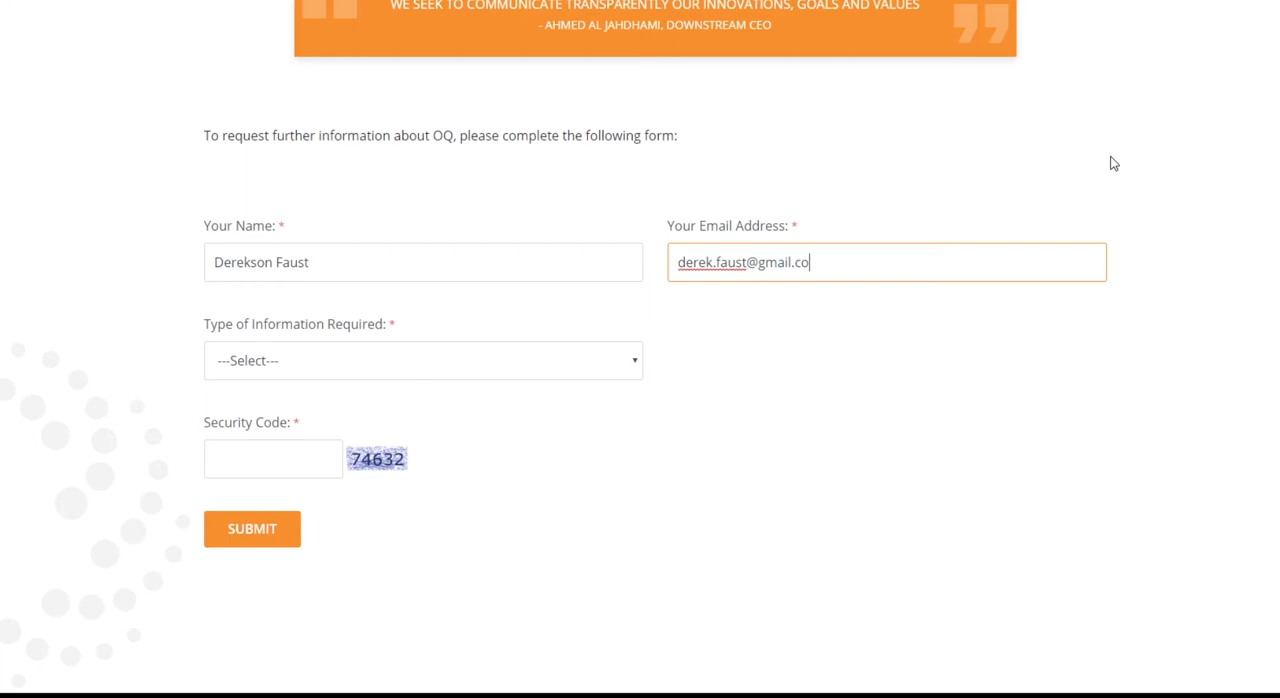 WE SEEK TO COMMUNICATE TRANSPARENTLY OUR INNOVATIONS, GOALS AND VALUES
- AHMED AL JAHDHAMI, DOWNSTREAM CEO
To request further information about OQ, please complete the following form:
Your Name: *
Your Email Address: *
Derekson Faust
derek.faust@gmail.co
Type of Information Required: *
---Select---
Security Code: *
74632
SUBMIT